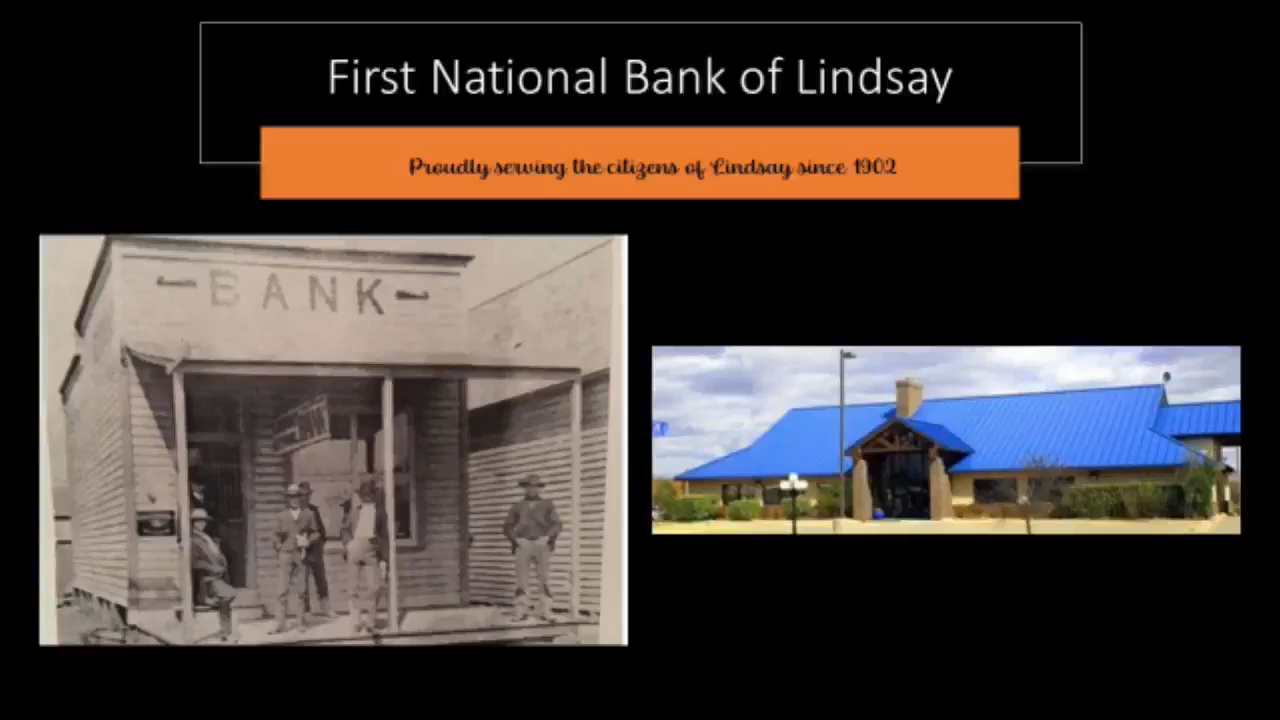 First National Bank of Lindsay
Proudly serving the citizens of Lindsay since 1902
BANK